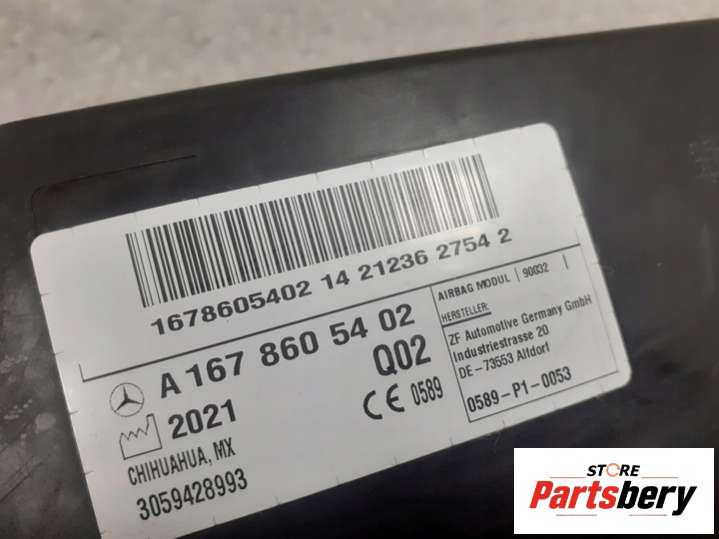 1678605402 14 21236 2754 2
A 167 860 54 02
Q02
2021
CHIHUAHUA, MX
3059428993
CE 0589
AIRBAG MODUL | 90032 |
HERSTELLER:
ZF Automotive Germany GmbH
Industriestrasse 20
DE-73553 Alfdorf
0589-P1-0053
STORE
Partsbery